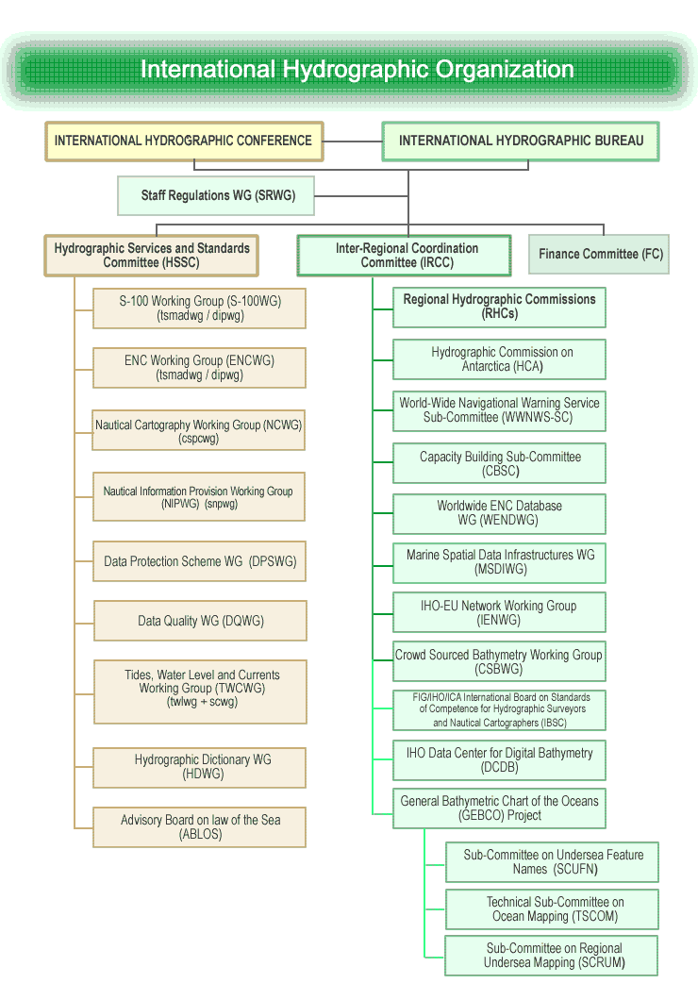 International Hydrographic Organization
INTERNATIONAL HYDROGRAPHIC CONFERENCE
INTERNATIONAL HYDROGRAPHIC BUREAU
Staff Regulations WG (SRWG)
Hydrographic Services and Standards
Committee (HSSC)
Inter-Regional Coordination
Committee (IRCC)
Finance Committee (FC)
S-100 Working Group (S-100WG)
(tsmadwg / dipwg)
ENC Working Group (ENCWG)
(tsmadwg / dipwg)
Nautical Cartography Working Group (NCWG)
(cspcwg)
Nautical Information Provision Working Group
(NIPWG) (snpwg)
Data Protection Scheme WG (DPSWG)
Data Quality WG (DQWG)
Tides, Water Level and Currents
Working Group (TWCWG)
(twlwg + scwg)
Hydrographic Dictionary WG
(HDWG)
Advisory Board on law of the Sea
(ABLOS)
Regional Hydrographic Commissions
(RHCs)
Hydrographic Commission on
Antarctica (HCA)
World-Wide Navigational Warning Service
Sub-Committee (WWNWS-SC)
Capacity Building Sub-Committee
(CBSC)
Worldwide ENC Database
WG (WENDWG)
Marine Spatial Data Infrastructures WG
(MSDIWG)
IHO-EU Network Working Group
(IENWG)
Crowd Sourced Bathymetry Working Group
(CSBWG)
FIG/IHO/ICA International Board on Standards
of Competence for Hydrographic Surveyors
and Nautical Cartographers (IBSC)
IHO Data Center for Digital Bathymetry
(DCDB)
General Bathymetric Chart of the Oceans
(GEBCO) Project
Sub-Committee on Undersea Feature
Names (SCUFN)
Technical Sub-Committee on
Ocean Mapping (TSCOM)
Sub-Committee on Regional
Undersea Mapping (SCRUM)